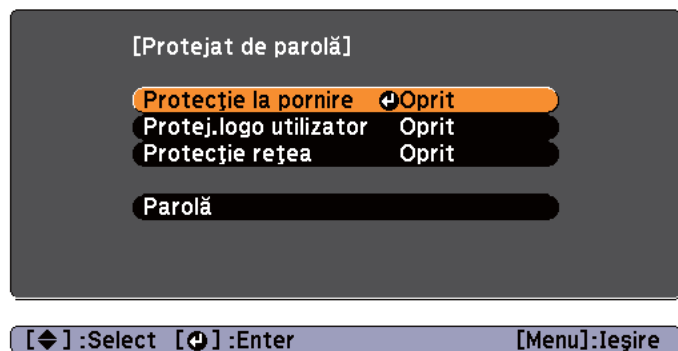 [Protejat de parolă]
Protecţie la pornire Oprit
Protej.logo utilizator Oprit
Protecţie reţea Oprit
Parolă
[◆]:Select [↵]:Enter [Menu]:Ieşire